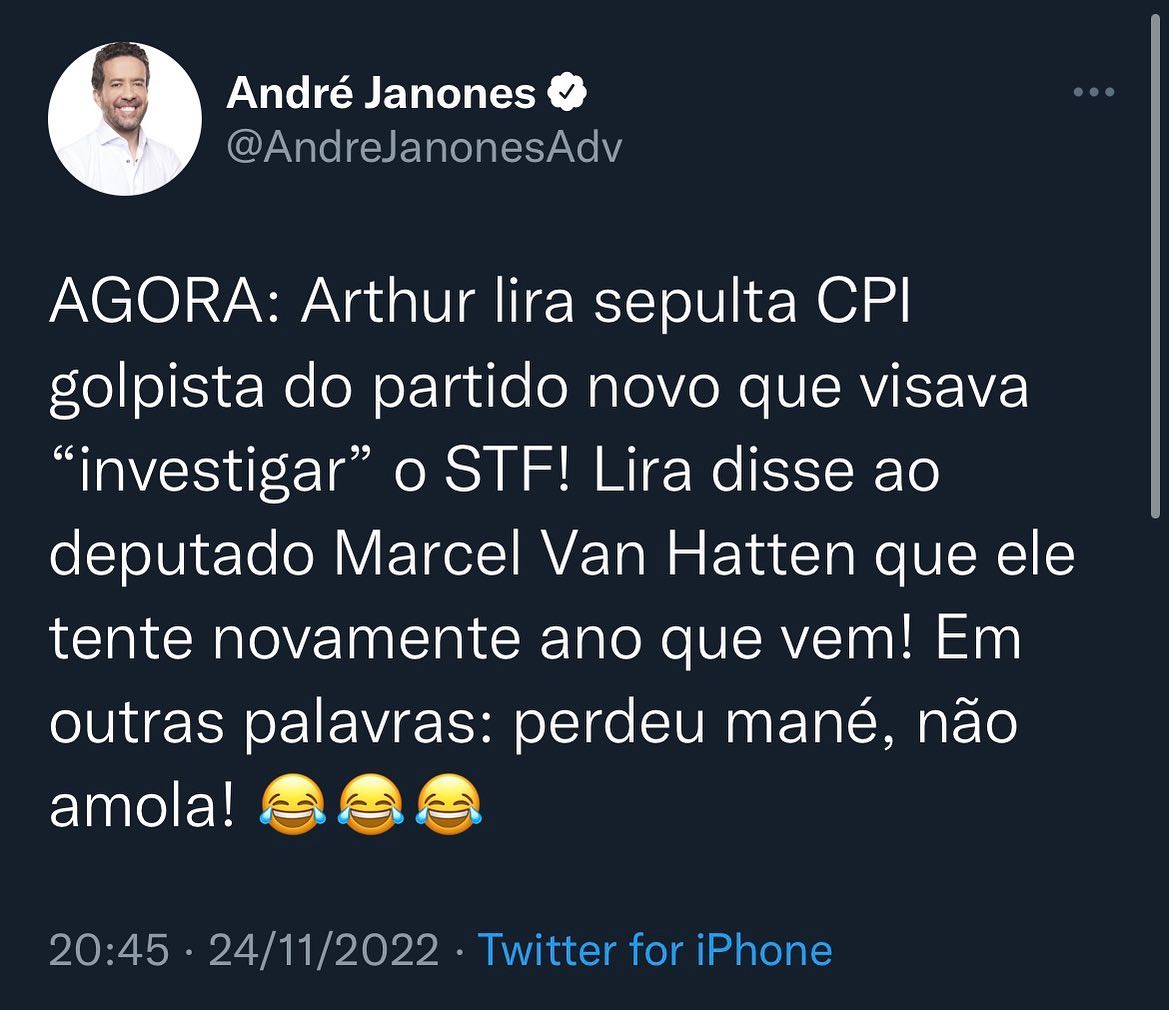 André Janones
@AndreJanonesAdv
AGORA: Arthur lira sepulta CPI
golpista do partido novo que visava
“investigar” o STF! Lira disse ao
deputado Marcel Van Hatten que ele
tente novamente ano que vem! Em
outras palavras: perdeu mané, não
amola! 😂😂😂
20:45 · 24/11/2022 · Twitter for iPhone